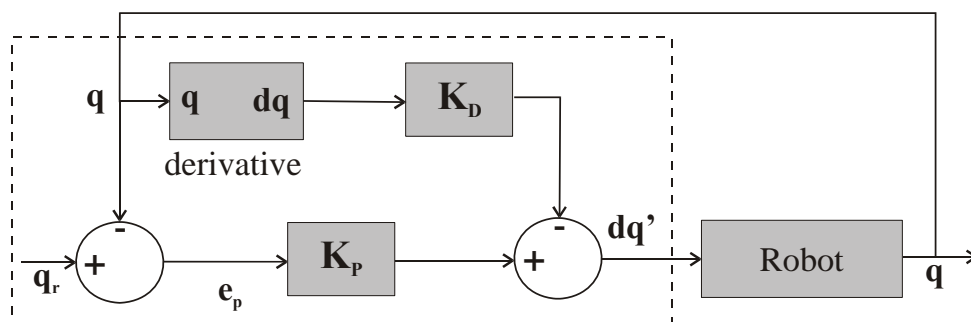 q
q dq
K_D
derivative
-
-
q_r
+
e_p
K_P
+
dq’
Robot
q